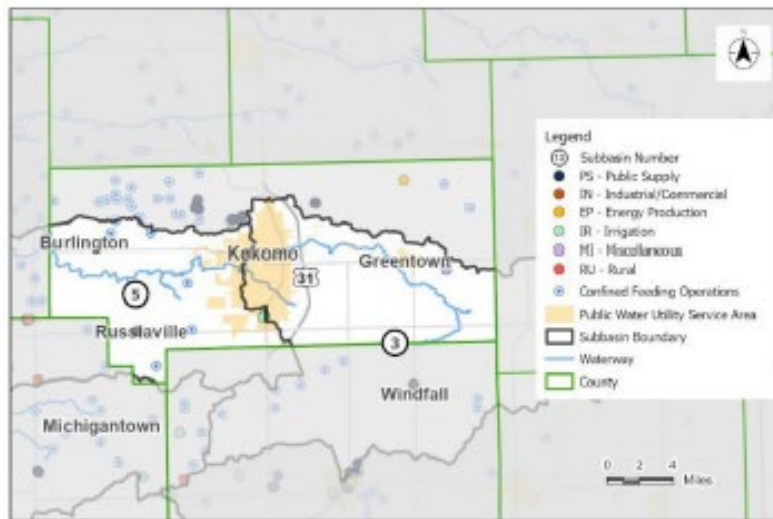 N
Legend
13 Subbasin Number
PS - Public Supply
IN - Industrial/Commercial
EP - Energy Production
IR - Irrigation
MI - Miscellaneous
RU - Rural
Confined Feeding Operations
Public Water Utility Service Area
Subbasin Boundary
Waterway
County
Burlington
Kokomo
Greentown
31
5
Russiaville
3
Windfall
Michigantown
0 2 4
Miles